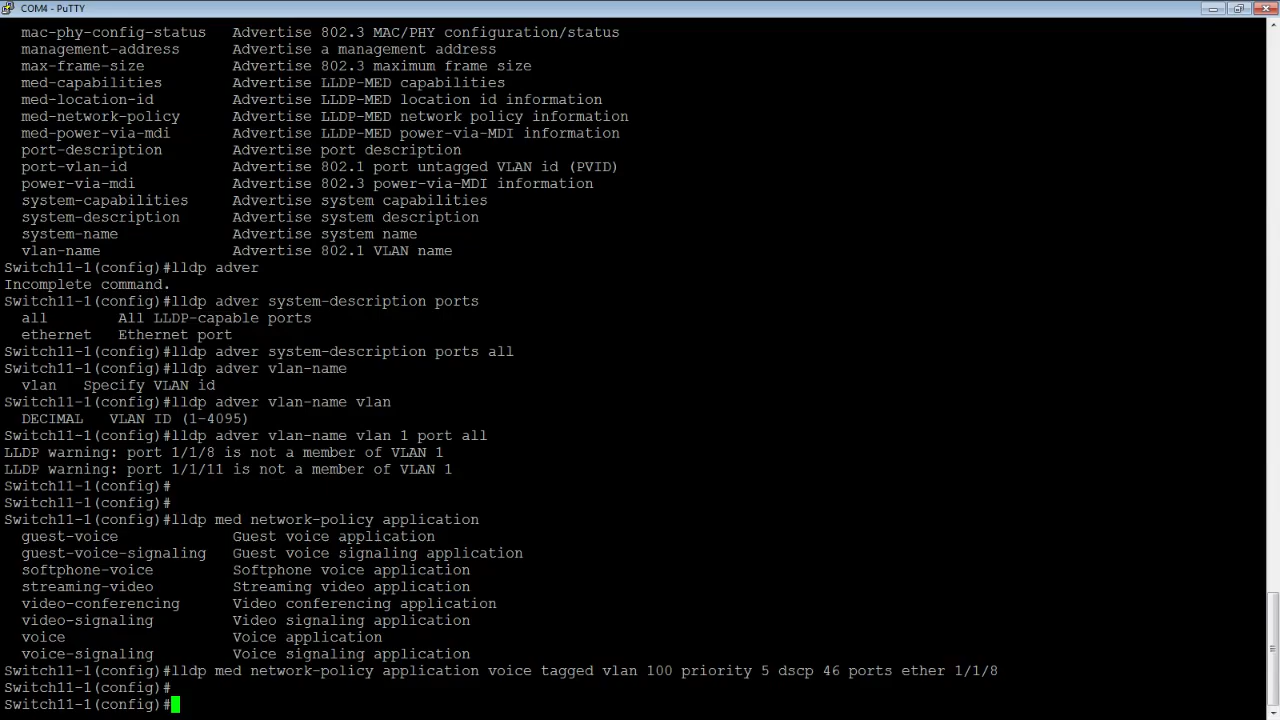 COM4 - PuTTY
mac-phy-config-status   Advertise 802.3 MAC/PHY configuration/status
management-address      Advertise a management address
max-frame-size          Advertise 802.3 maximum frame size
med-capabilities        Advertise LLDP-MED capabilities
med-location-id         Advertise LLDP-MED location id information
med-network-policy      Advertise LLDP-MED network policy information
med-power-via-mdi       Advertise LLDP-MED power-via-MDI information
port-description        Advertise port description
port-vlan-id            Advertise 802.1 port untagged VLAN id (PVID)
power-via-mdi           Advertise 802.3 power-via-MDI information
system-capabilities     Advertise system capabilities
system-description      Advertise system description
system-name             Advertise system name
vlan-name               Advertise 802.1 VLAN name
Switch11-1(config)#lldp adver
Incomplete command.
Switch11-1(config)#lldp adver system-description ports
all        All LLDP-capable ports
ethernet   Ethernet port
Switch11-1(config)#lldp adver system-description ports all
Switch11-1(config)#lldp adver vlan-name
vlan   Specify VLAN id
Switch11-1(config)#lldp adver vlan-name vlan
DECIMAL   VLAN ID (1-4095)
Switch11-1(config)#lldp adver vlan-name vlan 1 port all
LLDP warning: port 1/1/8 is not a member of VLAN 1
LLDP warning: port 1/1/11 is not a member of VLAN 1
Switch11-1(config)#
Switch11-1(config)#
Switch11-1(config)#lldp med network-policy application
guest-voice             Guest voice application
guest-voice-signaling   Guest voice signaling application
softphone-voice         Softphone voice application
streaming-video         Streaming video application
video-conferencing      Video conferencing application
video-signaling         Video signaling application
voice                   Voice application
voice-signaling         Voice signaling application
Switch11-1(config)#lldp med network-policy application voice tagged vlan 100 priority 5 dscp 46 ports ether 1/1/8
Switch11-1(config)#
Switch11-1(config)#